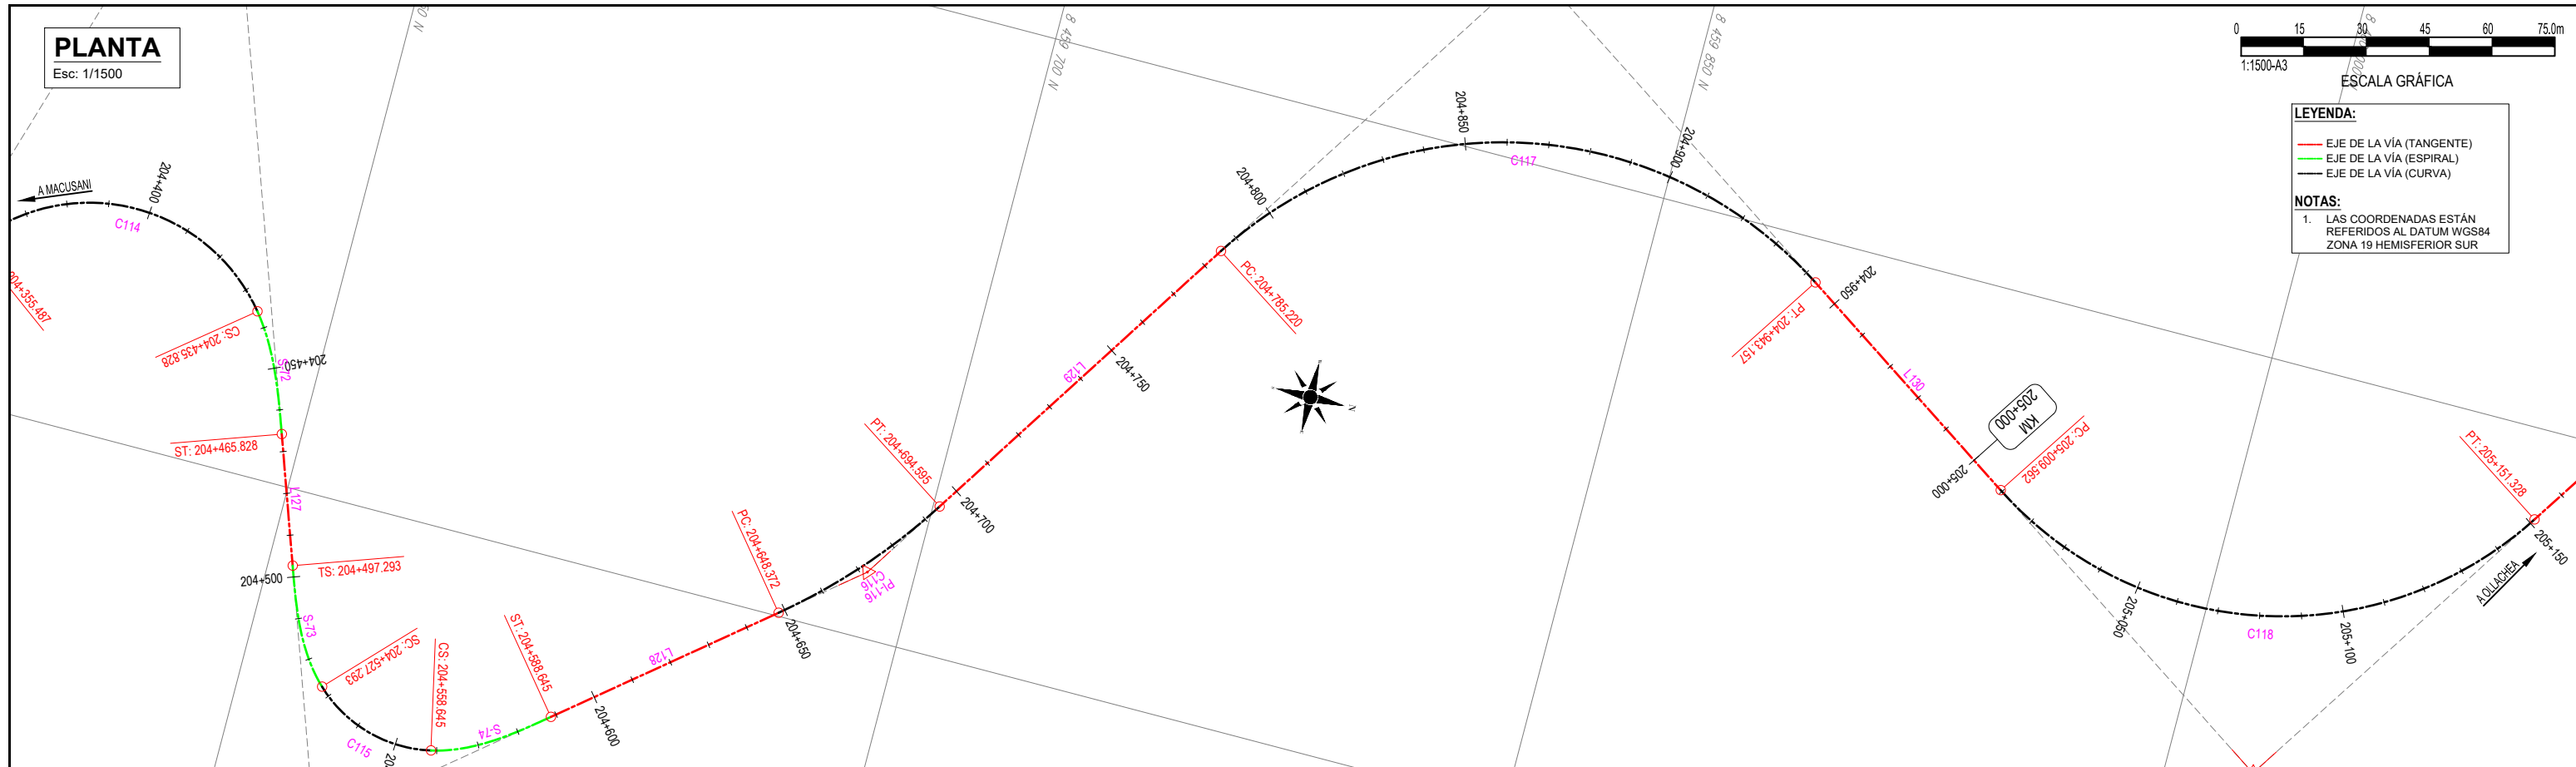 PLANTA
Esc: 1/1500
A MACUSANI
C114
204+400
204+355.487
CS: 204+435.828
S-72
204+450
ST: 204+465.828
L127
TS: 204+497.293
204+500
S-73
SC: 204+527.293
C115
CS: 204+558.645
S-74
ST: 204+588.645
204+600
L128
PC: 204+648.372
204+650
PI-116
C116
PT: 204+694.595
204+700
L129
204+750
PC: 204+785.220
204+800
8 459 700 N
204+850
C117
204+900
8 459 850 N
PT: 204+943.157
204+950
L130
KM
205+000
205+000
PC: 205+009.562
205+050
C118
205+100
PT: 205+151.328
205+150
A OLLACHEA
N
0 15 30 45 60 75.0m
1:1500-A3
ESCALA GRÁFICA
LEYENDA:
EJE DE LA VÍA (TANGENTE)
EJE DE LA VÍA (ESPIRAL)
EJE DE LA VÍA (CURVA)
NOTAS:
1. LAS COORDENADAS ESTÁN
REFERIDOS AL DATUM WGS84
ZONA 19 HEMISFERIOR SUR